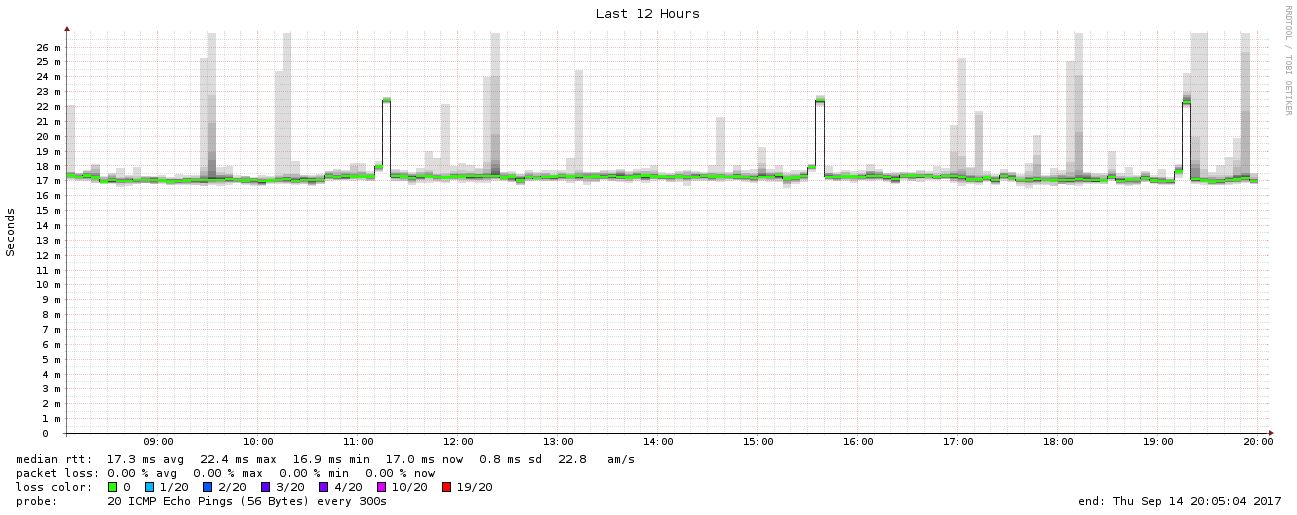 Last 12 Hours
RRDTOOL / TOBI OETIKER
26 m
25 m
24 m
23 m
22 m
21 m
20 m
19 m
18 m
17 m
16 m
15 m
14 m
13 m
12 m
11 m
10 m
9 m
8 m
7 m
6 m
5 m
4 m
3 m
2 m
1 m
0
Seconds
09:00 10:00 11:00 12:00 13:00 14:00 15:00 16:00 17:00 18:00 19:00 20:00
median rtt: 17.3 ms avg 22.4 ms max 16.9 ms min 17.0 ms now 0.8 ms sd 22.8 am/s
packet loss: 0.00 % avg 0.00 % max 0.00 % min 0.00 % now
loss color: 0 1/20 2/20 3/20 4/20 10/20 19/20
probe: 20 ICMP Echo Pings (56 Bytes) every 300s end: Thu Sep 14 20:05:04 2017